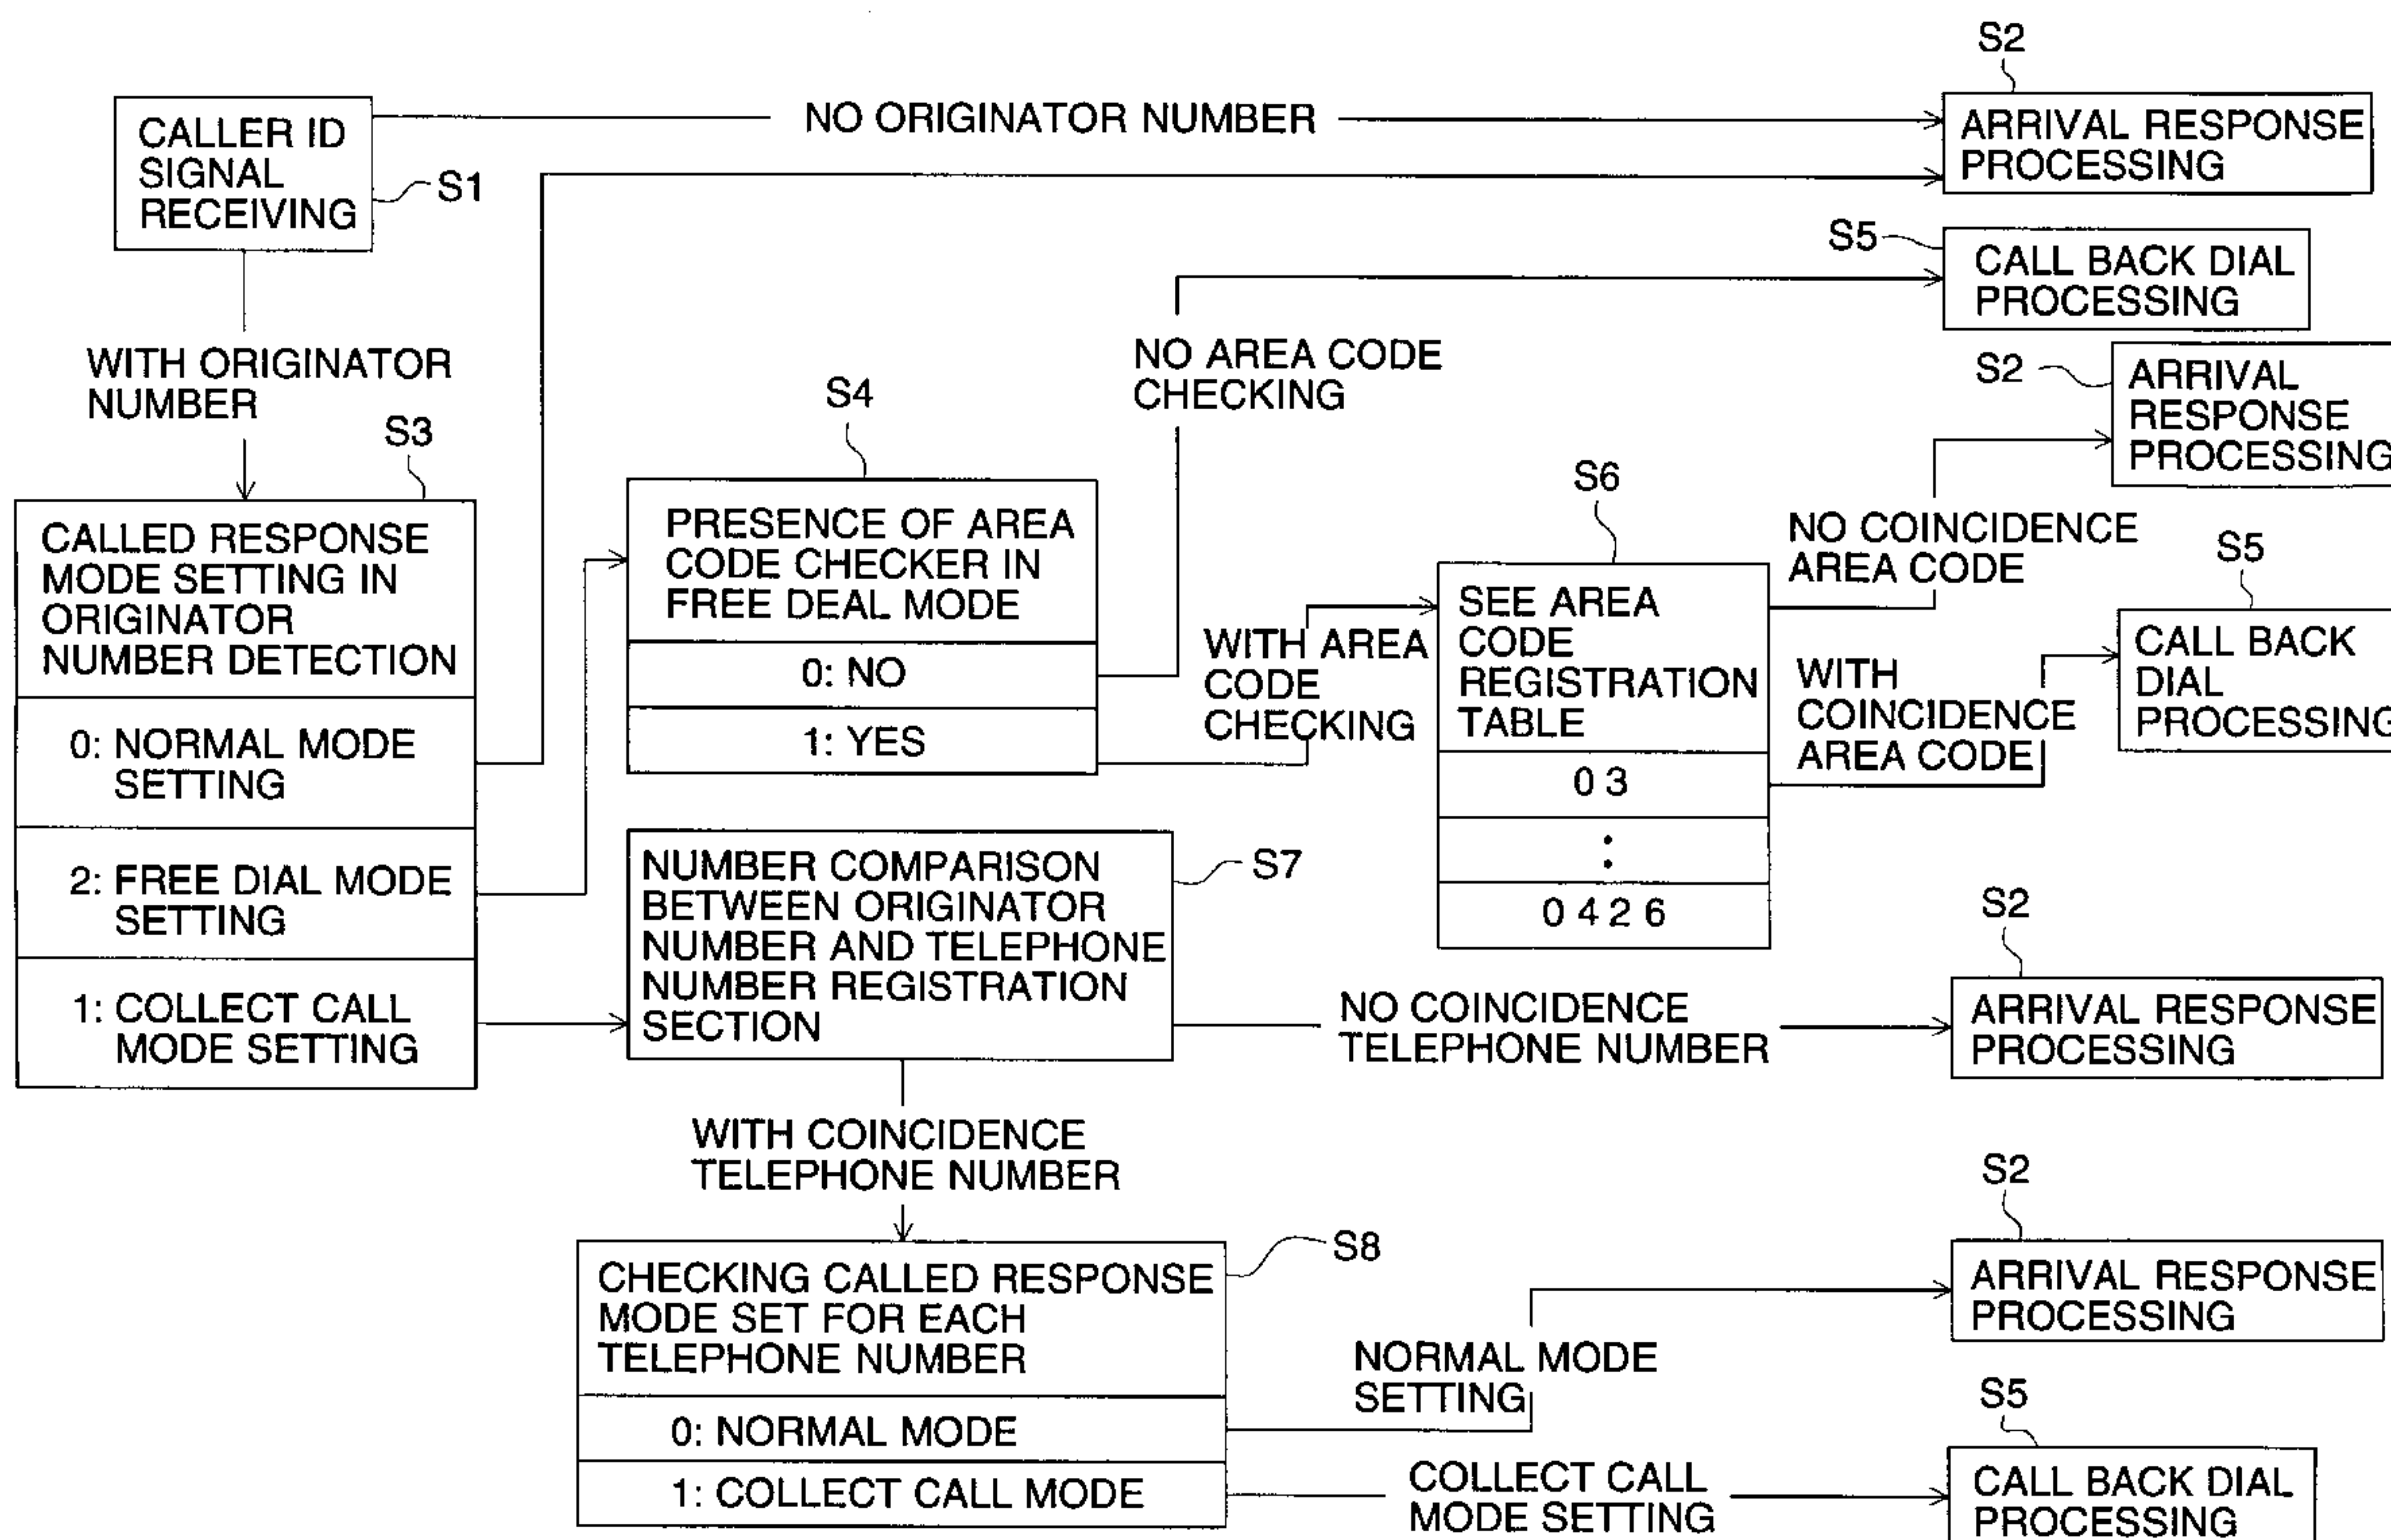 S2
CALLER ID
SIGNAL
RECEIVING
S1
NO ORIGINATOR NUMBER
ARRIVAL RESPONSE
PROCESSING
S5
CALL BACK DIAL
PROCESSING
WITH ORIGINATOR
NUMBER
S3
CALLED RESPONSE
MODE SETTING IN
ORIGINATOR
NUMBER DETECTION
0: NORMAL MODE
SETTING
2: FREE DIAL MODE
SETTING
1: COLLECT CALL
MODE SETTING
S4
PRESENCE OF AREA
CODE CHECKER IN
FREE DEAL MODE
0: NO
1: YES
NO AREA CODE
CHECKING
WITH AREA
CODE
CHECKING
S6
SEE AREA
CODE
REGISTRATION
TABLE
0 3
:
0 4 2 6
NO COINCIDENCE
AREA CODE
S2
ARRIVAL
RESPONSE
PROCESSING
WITH
COINCIDENCE
AREA CODE
S5
CALL BACK
DIAL
PROCESSING
NUMBER COMPARISON
BETWEEN ORIGINATOR
NUMBER AND TELEPHONE
NUMBER REGISTRATION
SECTION
S7
NO COINCIDENCE
TELEPHONE NUMBER
S2
ARRIVAL RESPONSE
PROCESSING
WITH COINCIDENCE
TELEPHONE NUMBER
S8
CHECKING CALLED RESPONSE
MODE SET FOR EACH
TELEPHONE NUMBER
0: NORMAL MODE
1: COLLECT CALL MODE
NORMAL MODE
SETTING
S2
ARRIVAL RESPONSE
PROCESSING
COLLECT CALL
MODE SETTING
S5
CALL BACK DIAL
PROCESSING